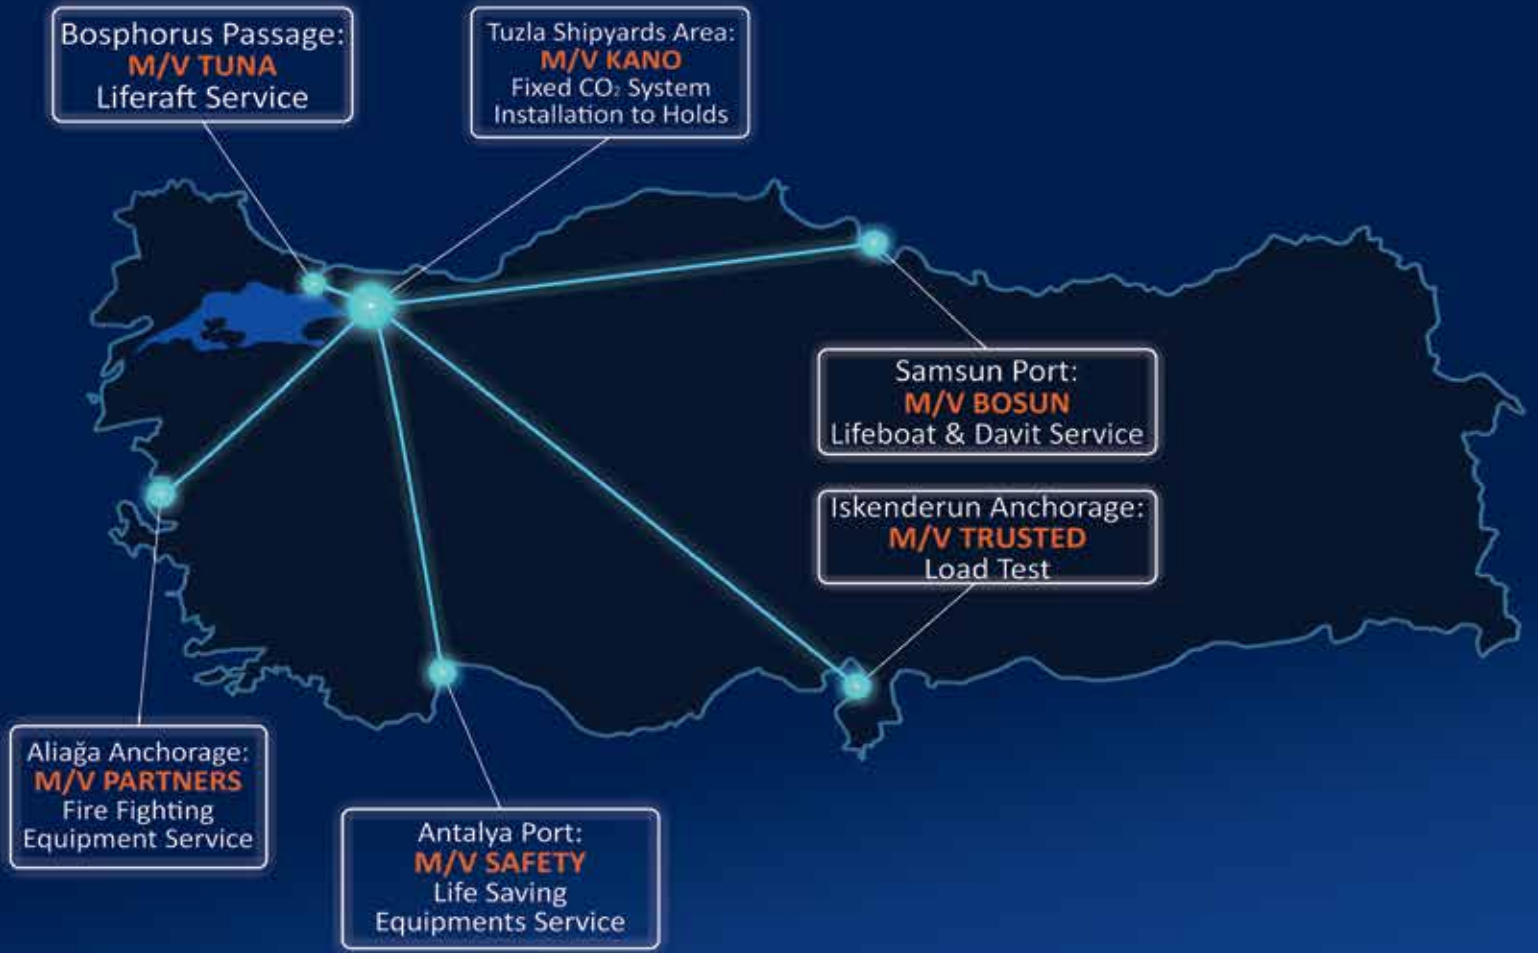 Bosphorus Passage:
M/V TUNA
Liferaft Service
Tuzla Shipyards Area:
M/V KANO
Fixed CO₂ System
Installation to Holds
Samsun Port:
M/V BOSUN
Lifeboat & Davit Service
Iskenderun Anchorage:
M/V TRUSTED
Load Test
Aliağa Anchorage:
M/V PARTNERS
Fire Fighting
Equipment Service
Antalya Port:
M/V SAFETY
Life Saving
Equipments Service